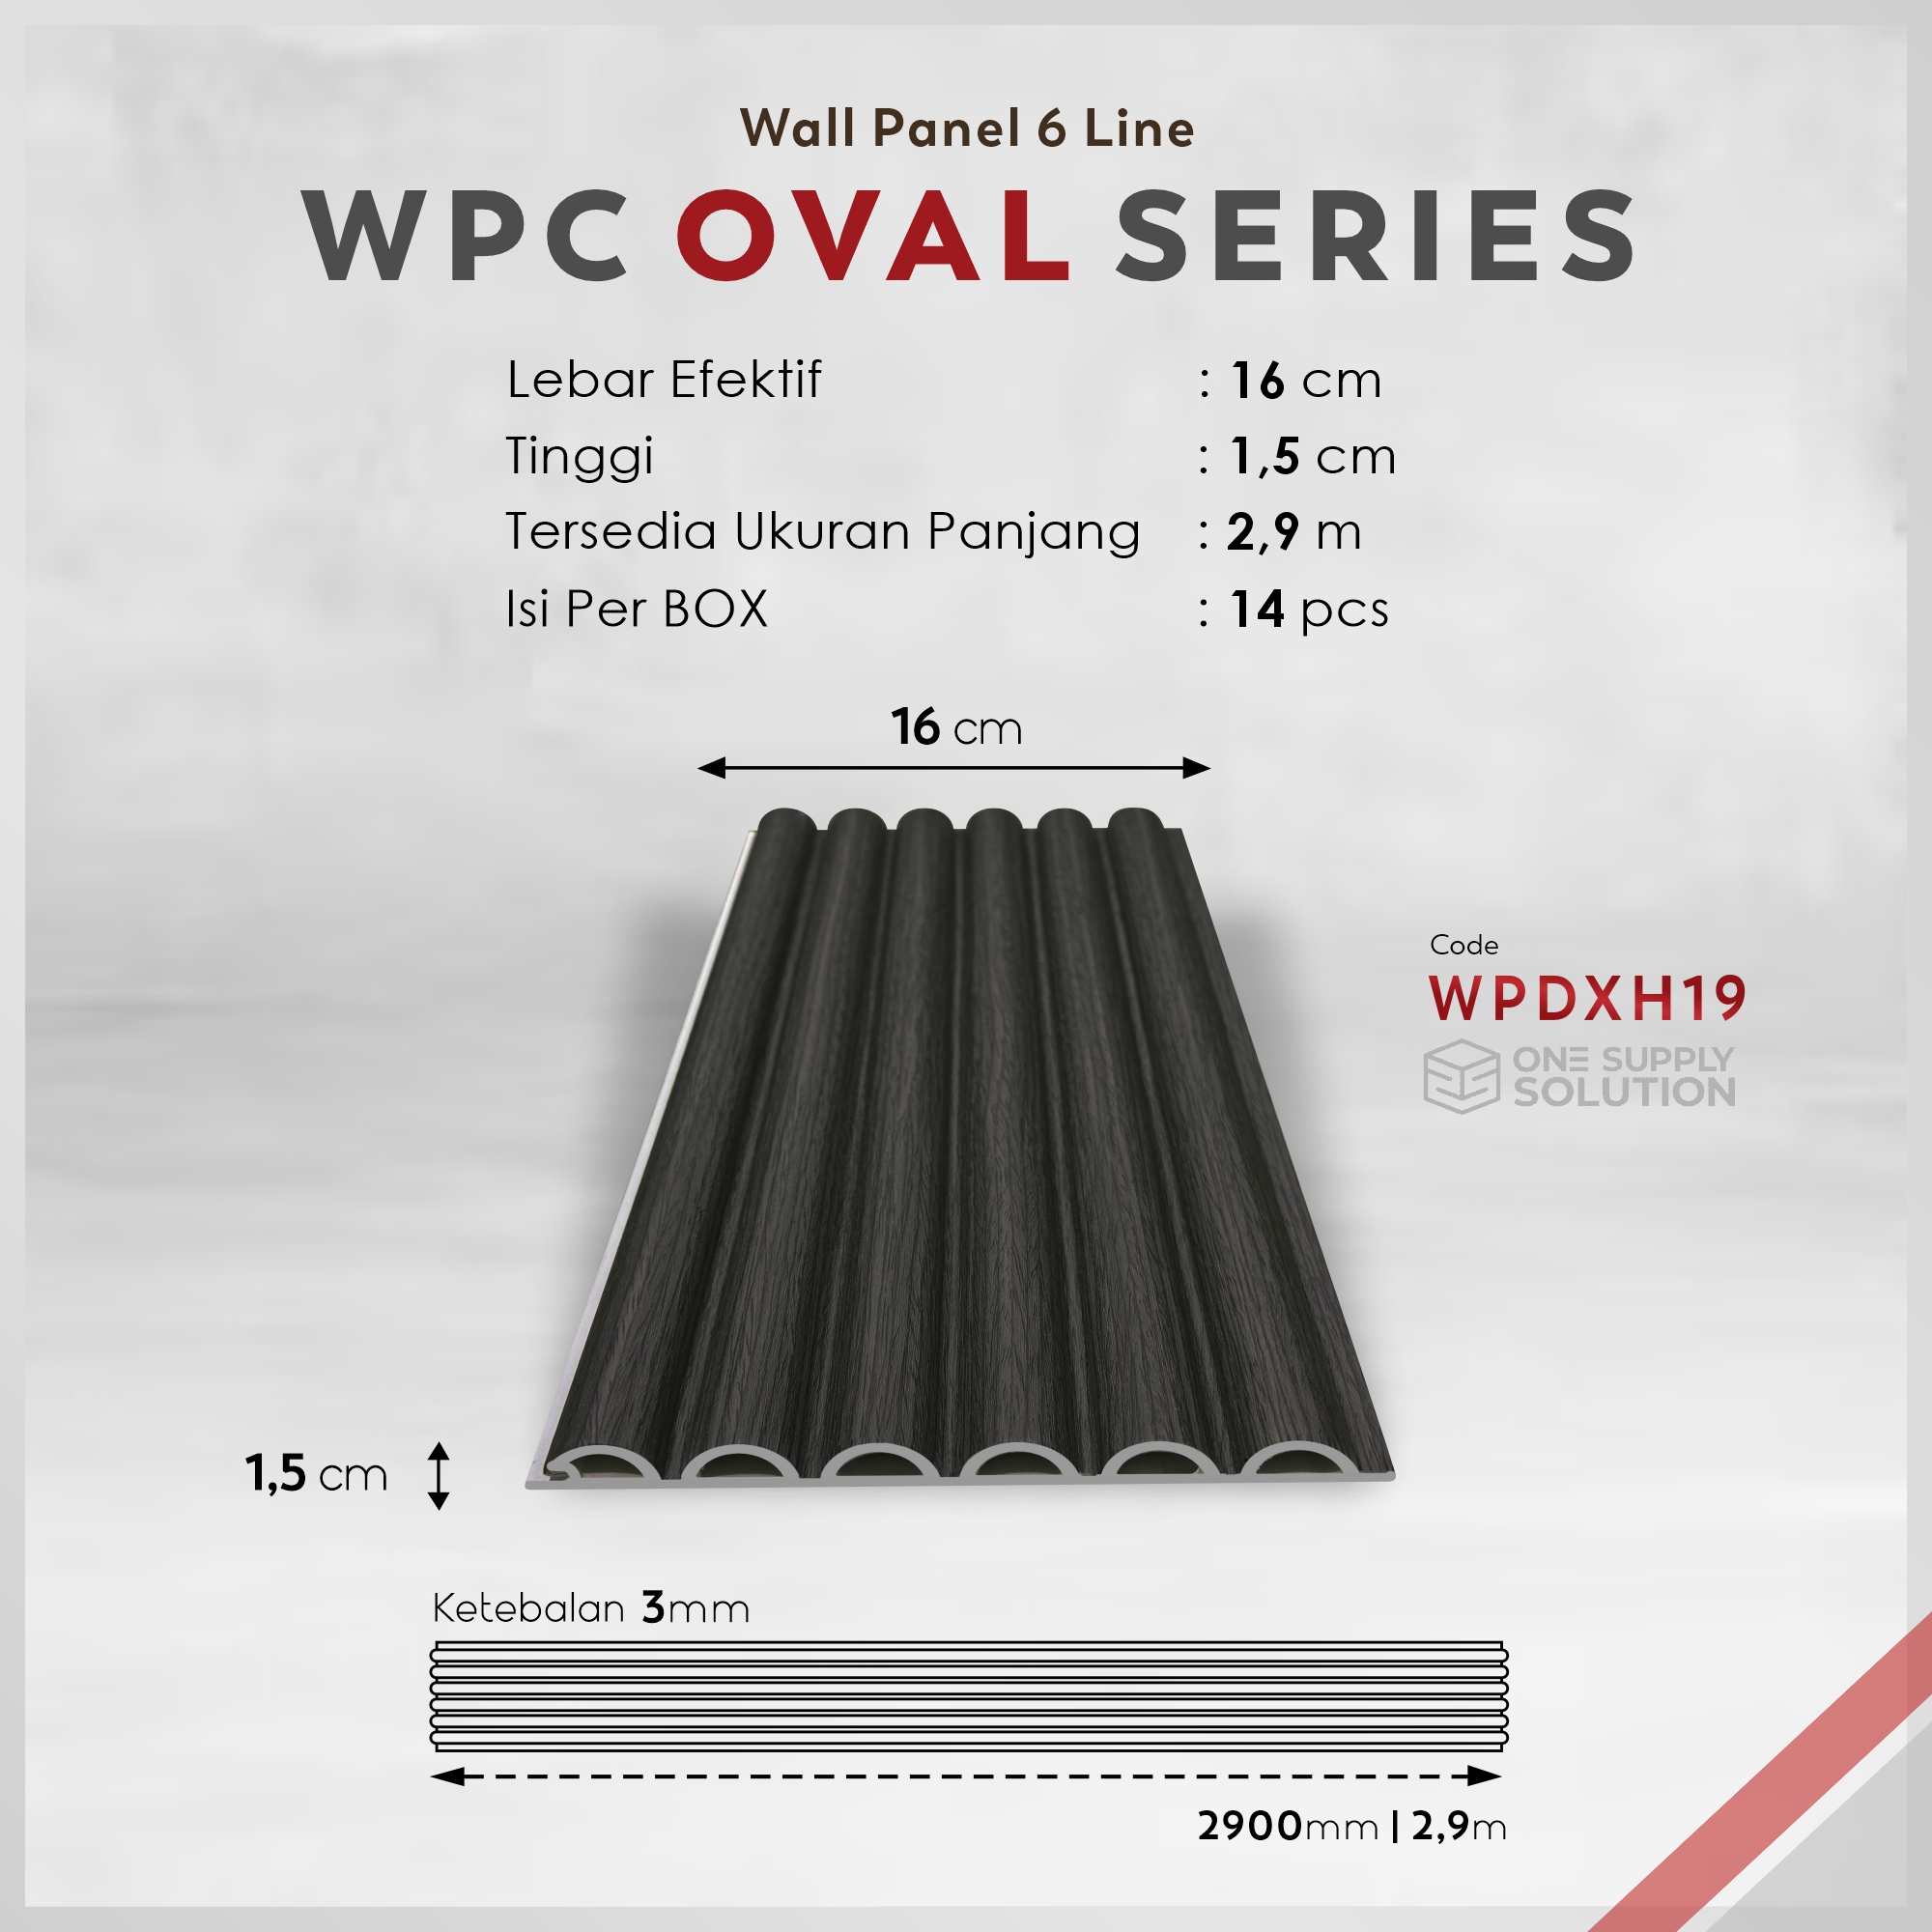 Wall Panel 6 Line
WPC OVAL SERIES
Lebar Efektif : 16 cm
Tinggi : 1,5 cm
Tersedia Ukuran Panjang : 2,9 m
Isi Per BOX : 14 pcs
16 cm
Code
WPDXH19
ONE SUPPLY
SOLUTION
1,5 cm
Ketebalan 3mm
2900mm | 2,9m